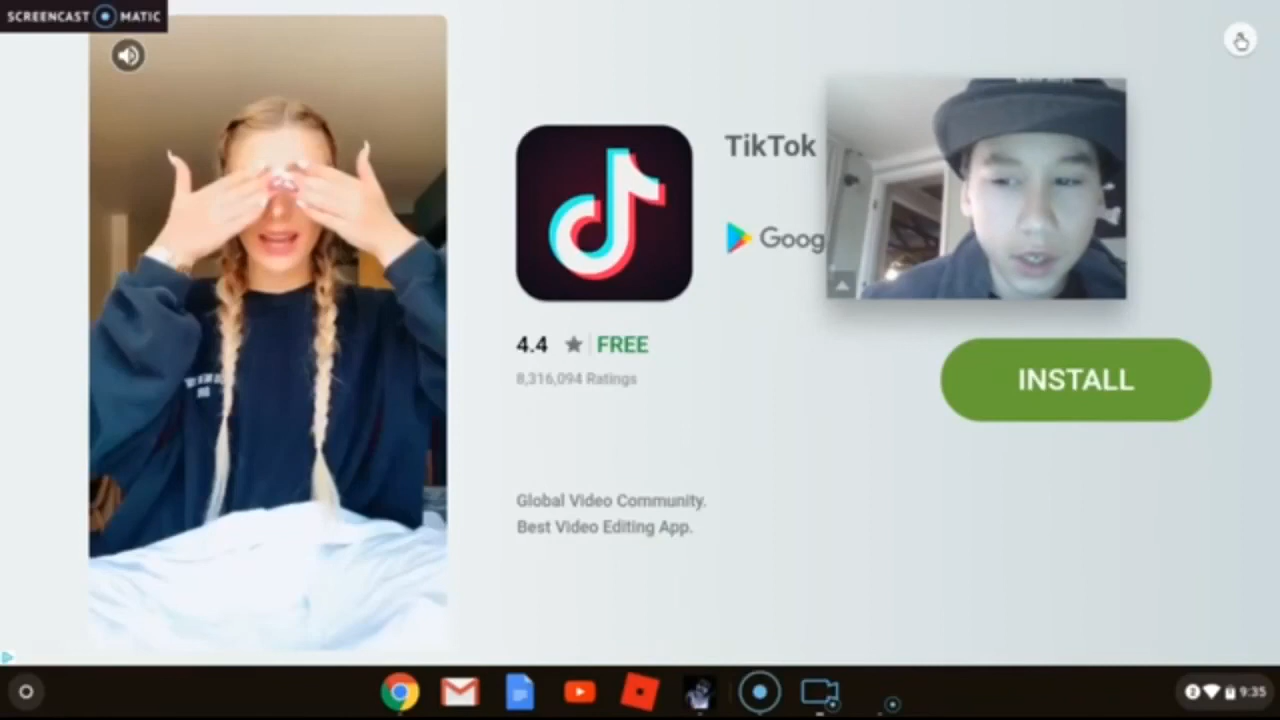 SCREENCAST MATIC
TikTok
Goog
4.4 FREE
8,316,094 Ratings
INSTALL
Global Video Community.
Best Video Editing App.
2 9:35